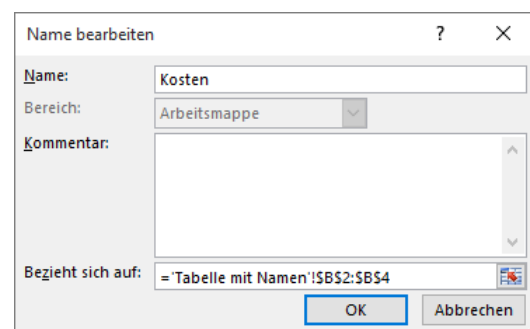 Name bearbeiten ?
Name: Kosten
Bereich: Arbeitsmappe
Kommentar:
Bezieht sich auf: ='Tabelle mit Namen'!$B$2:$B$4
OK Abbrechen